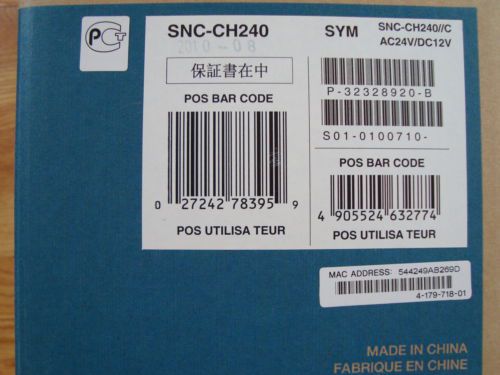 PCT
SNC-CH240
2010-08
保証書在中
POS BAR CODE
0 27242 78395 9
POS UTILISA TEUR
SYM SNC-CH240//C
AC24V/DC12V
P-32328920-B
S01-0100710-
POS BAR CODE
4 905524 632774
POS UTILISA TEUR
MAC ADDRESS: 544249AB269D
4-179-718-01
MADE IN CHINA
FABRIQUE EN CHINE